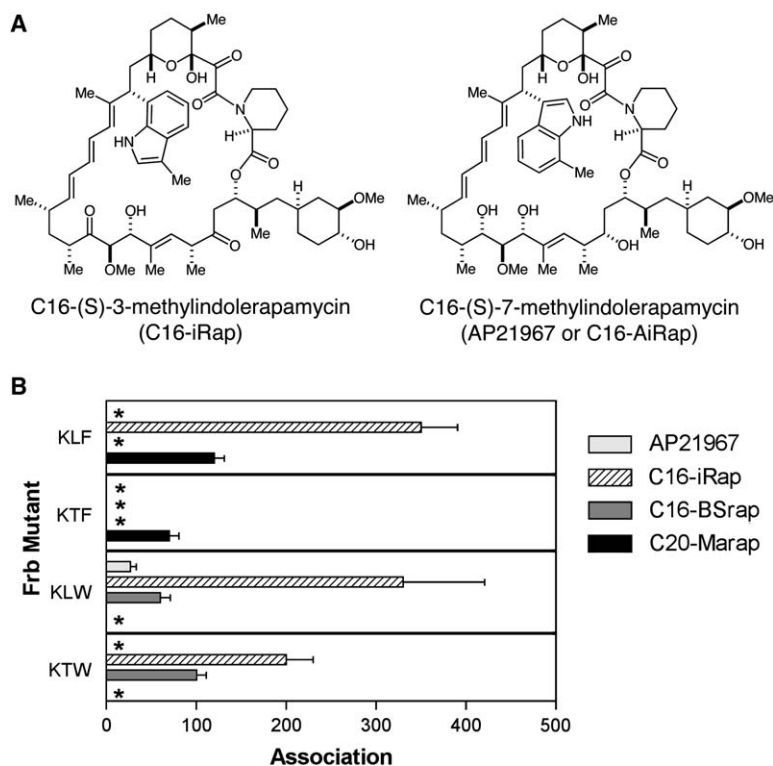 A
Me
H
O
OH
O
O
N
H
O
O
Me
HN
Me
Me
O
OH
H
OMe
OH
Me
OMe
Me
Me
O
Me
C16-(S)-3-methylindolerapamycin
(C16-iRap)
Me
H
O
OH
O
O
N
H
O
O
Me
NH
Me
Me
OH
OH
H
OMe
OH
Me
OMe
Me
Me
OH
Me
C16-(S)-7-methylindolerapamycin
(AP21967 or C16-AiRap)
B
Frb Mutant
KLF
*
*
KTF
*
*
*
KLW
*
KTW
*
*
0
100
200
300
400
500
Association
AP21967
C16-iRap
C16-BSrap
C20-Marap